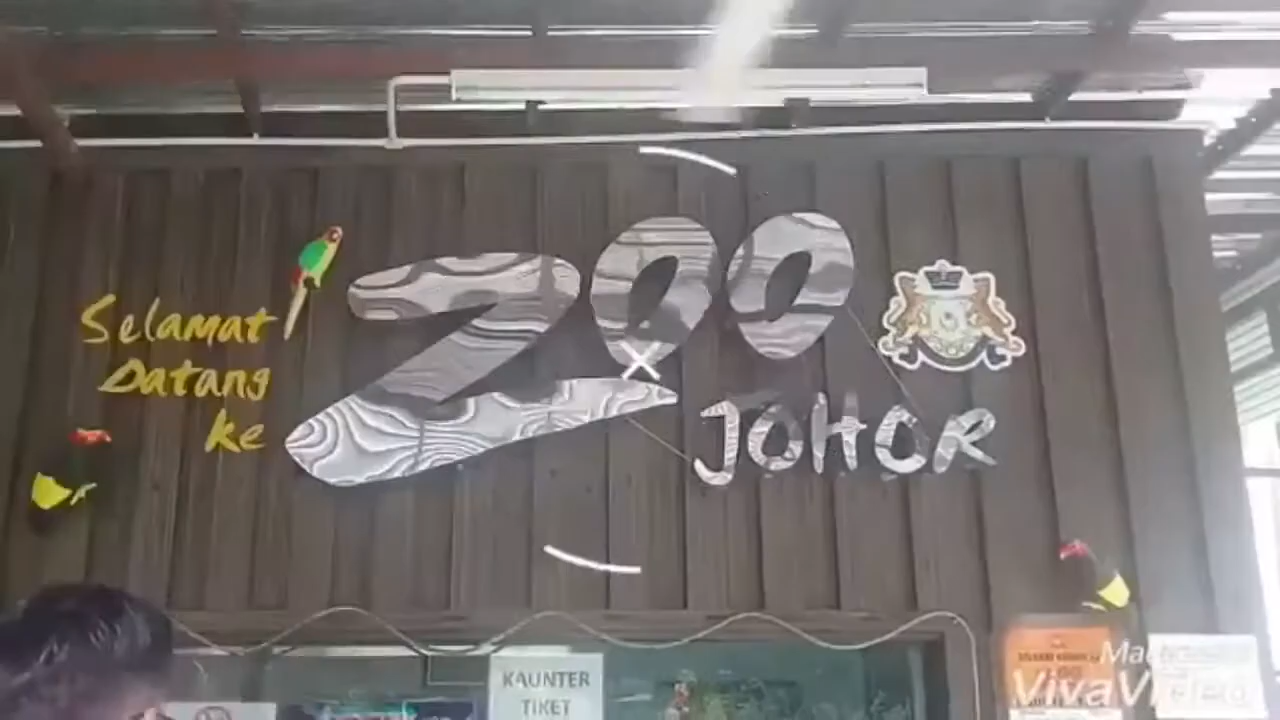 Selamat
Datang
ke
ZOO
JOHOR
KAUNTER
TIKET
VivaVideo